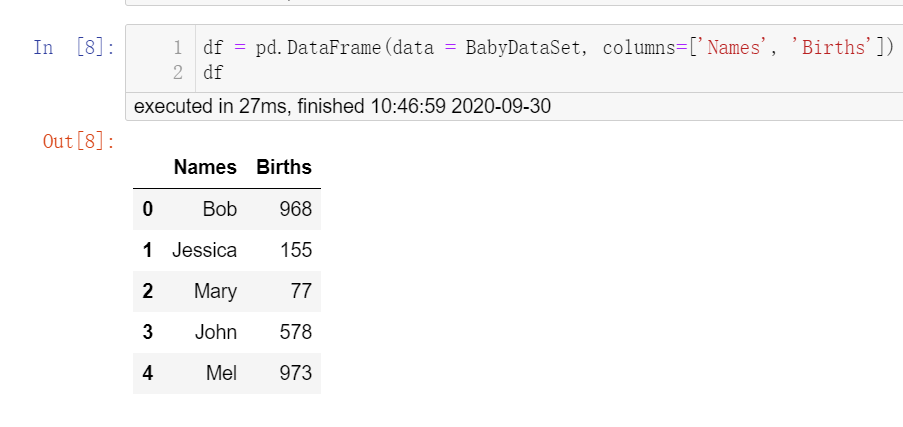 In [8]:
1 df = pd.DataFrame(data = BabyDataSet, columns=['Names', 'Births'])
2 df
executed in 27ms, finished 10:46:59 2020-09-30
Out[8]:
Names Births
0 Bob 968
1 Jessica 155
2 Mary 77
3 John 578
4 Mel 973